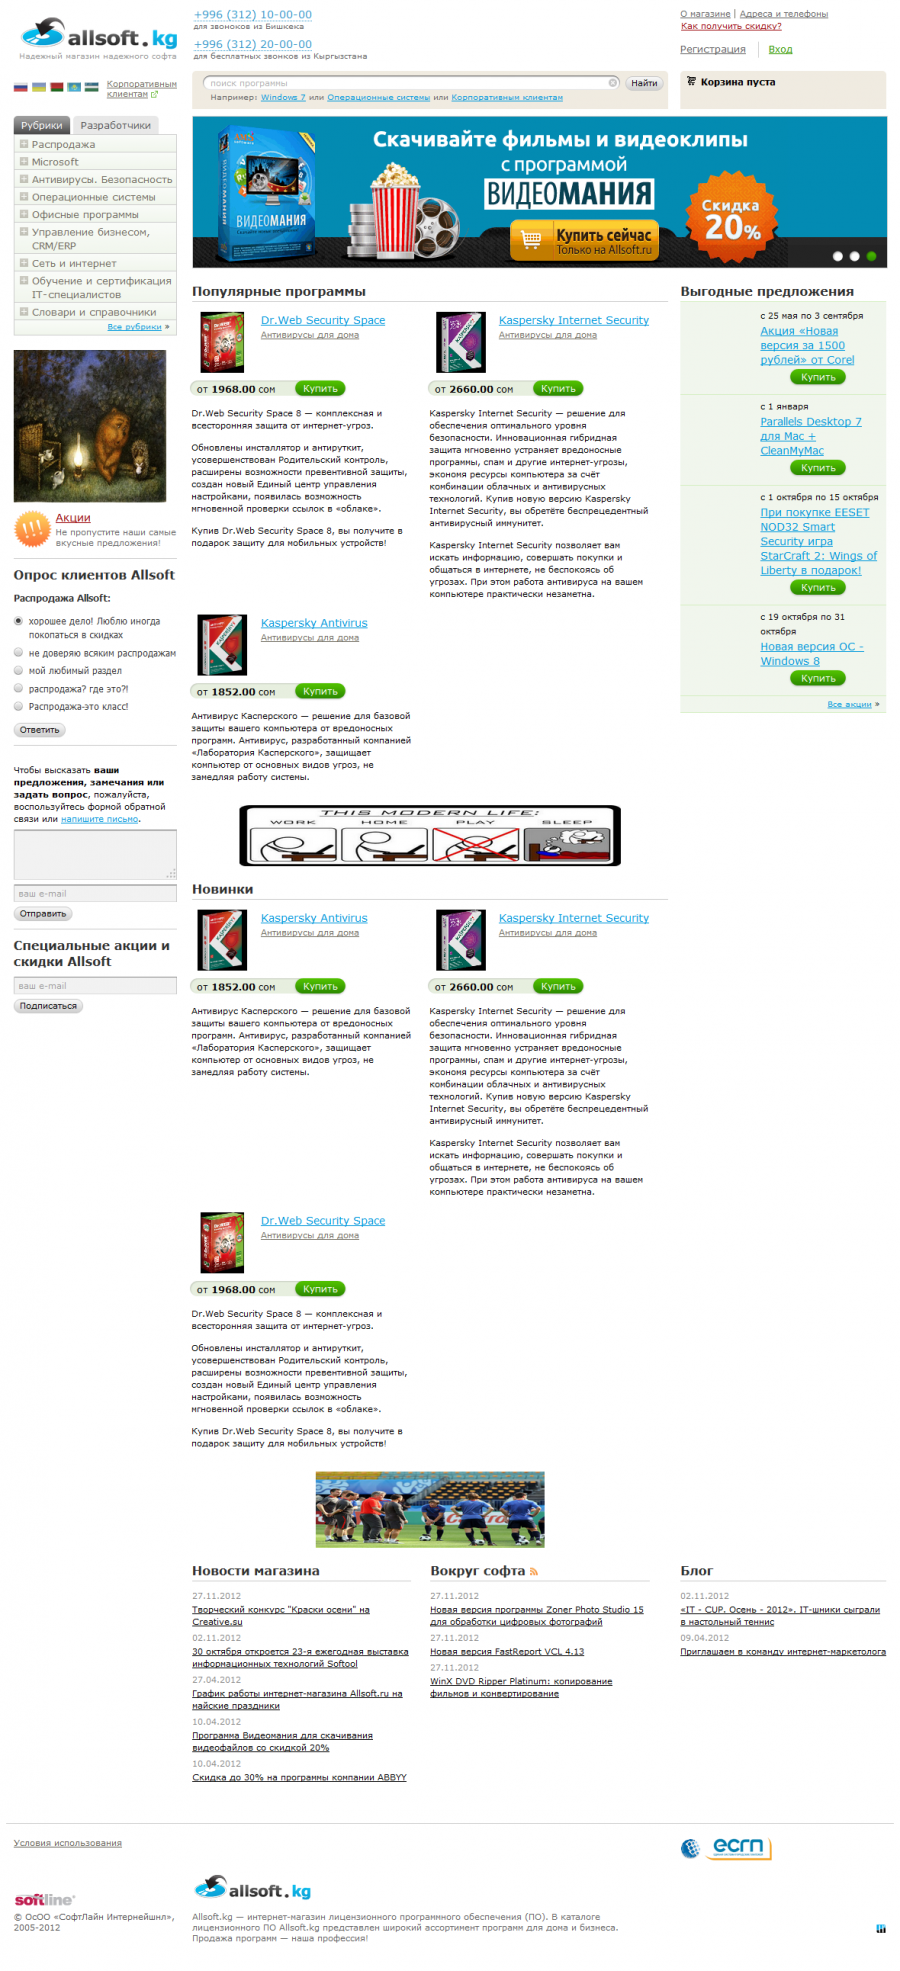 allsoft.kg
Надежный магазин надежного софта
+996 (312) 10-00-00
для звонков из Бишкека
+996 (312) 20-00-00
для бесплатных звонков из Кыргызстана
О магазине | Адреса и телефоны
Как получить скидку?
Регистрация Вход
Корпоративным
клиентам
поиск программы Найти
Например: Windows 7 или Операционные системы или Корпоративным клиентам
Корзина пуста
Рубрики Разработчики
Распродажа
Microsoft
Антивирусы. Безопасность
Операционные системы
Офисные программы
Управление бизнесом,
CRM/ERP
Сеть и интернет
Обучение и сертификация
IT-специалистов
Словари и справочники
Все рубрики »
ВИДЕОМАНИЯ
Скачивайте фильмы и видеоклипы
с программой
ВИДЕОМАНИЯ
Купить сейчас
Только на Allsoft.ru
Скидка
20%
Акции
Не пропустите наши самые
вкусные предложения!
Опрос клиентов Allsoft
Распродажа Allsoft:
хорошее дело! Люблю иногда
покопаться в скидках
не доверяю всяким распродажам
мой любимый раздел
распродажа? где это?!
Распродажа-это класс!
Ответить
Чтобы высказать ваши
предложения, замечания или
задать вопрос, пожалуйста,
воспользуйтесь формой обратной
связи или напишите письмо.
ваш e-mail
Отправить
Специальные акции и
скидки Allsoft
ваш e-mail
Подписаться
Популярные программы
Dr.Web Security Space
Антивирусы для дома
от 1968.00 сом Купить
Dr.Web Security Space 8 — комплексная и
всесторонняя защита от интернет-угроз.
Обновлены инсталлятор и антируткит,
усовершенствован Родительский контроль,
расширены возможности превентивной защиты,
создан новый Единый центр управления
настройками, появилась возможность
мгновенной проверки ссылок в «облаке».
Купив Dr.Web Security Space 8, вы получите в
подарок защиту для мобильных устройств!
Kaspersky Internet Security
Антивирусы для дома
от 2660.00 сом Купить
Kaspersky Internet Security — решение для
обеспечения оптимального уровня
безопасности. Инновационная гибридная
защита мгновенно устраняет вредоносные
программы, спам и другие интернет-угрозы,
экономя ресурсы компьютера за счёт
комбинации облачных и антивирусных
технологий. Купив новую версию Kaspersky
Internet Security, вы обретёте беспрецедентный
антивирусный иммунитет.
Kaspersky Internet Security позволяет вам
искать информацию, совершать покупки и
общаться в интернете, не беспокоясь об
угрозах. При этом работа антивируса на вашем
компьютере практически незаметна.
Kaspersky Antivirus
Антивирусы для дома
от 1852.00 сом Купить
Антивирус Касперского — решение для базовой
защиты вашего компьютера от вредоносных
программ. Антивирус, разработанный компанией
«Лаборатория Касперского», защищает
компьютер от основных видов угроз, не
замедляя работу системы.
THIS MODERN LIFE:
WORK HOME PLAY SLEEP
Новинки
Kaspersky Antivirus
Антивирусы для дома
от 1852.00 сом Купить
Антивирус Касперского — решение для базовой
защиты вашего компьютера от вредоносных
программ. Антивирус, разработанный компанией
«Лаборатория Касперского», защищает
компьютер от основных видов угроз, не
замедляя работу системы.
Kaspersky Internet Security
Антивирусы для дома
от 2660.00 сом Купить
Kaspersky Internet Security — решение для
обеспечения оптимального уровня
безопасности. Инновационная гибридная
защита мгновенно устраняет вредоносные
программы, спам и другие интернет-угрозы,
экономя ресурсы компьютера за счёт
комбинации облачных и антивирусных
технологий. Купив новую версию Kaspersky
Internet Security, вы обретёте беспрецедентный
антивирусный иммунитет.
Kaspersky Internet Security позволяет вам
искать информацию, совершать покупки и
общаться в интернете, не беспокоясь об
угрозах. При этом работа антивируса на вашем
компьютере практически незаметна.
Dr.Web Security Space
Антивирусы для дома
от 1968.00 сом Купить
Dr.Web Security Space 8 — комплексная и
всесторонняя защита от интернет-угроз.
Обновлены инсталлятор и антируткит,
усовершенствован Родительский контроль,
расширены возможности превентивной защиты,
создан новый Единый центр управления
настройками, появилась возможность
мгновенной проверки ссылок в «облаке».
Купив Dr.Web Security Space 8, вы получите в
подарок защиту для мобильных устройств!
Выгодные предложения
с 25 мая по 3 сентября
Акция «Новая
версия за 1500
рублей» от Corel
Купить
с 1 января
Parallels Desktop 7
для Mac +
CleanMyMac
Купить
с 1 октября по 15 октября
При покупке EESET
NOD32 Smart
Security игра
StarCraft 2: Wings of
Liberty в подарок!
Купить
с 19 октября по 31
октября
Новая версия ОС -
Windows 8
Купить
Все акции »
Новости магазина
27.11.2012
Творческий конкурс "Краски осени" на
Creative.su
02.11.2012
30 октября откроется 23-я ежегодная выставка
информационных технологий Softool
27.04.2012
График работы интернет-магазина Allsoft.ru на
майские праздники
10.04.2012
Программа Видеомания для скачивания
видеофайлов со скидкой 20%
10.04.2012
Скидка до 30% на программы компании ABBYY
Вокруг софта
27.11.2012
Новая версия программы Zoner Photo Studio 15
для обработки цифровых фотографий
27.11.2012
Новая версия FastReport VCL 4.13
27.11.2012
WinX DVD Ripper Platinum: копирование
фильмов и конвертирование
Блог
02.11.2012
«IT - CUP. Осень - 2012». IT-шники сыграли
в настольный теннис
09.04.2012
Приглашаем в команду интернет-маркетолога
Условия использования
есгп
softline
© ОсОО «СофтЛайн Интернейшнл»,
2005-2012
allsoft.kg
Allsoft.kg — интернет-магазин лицензионного программного обеспечения (ПО). В каталоге
лицензионного ПО Allsoft.kg представлен широкий ассортимент программ для дома и бизнеса.
Продажа программ — наша профессия!